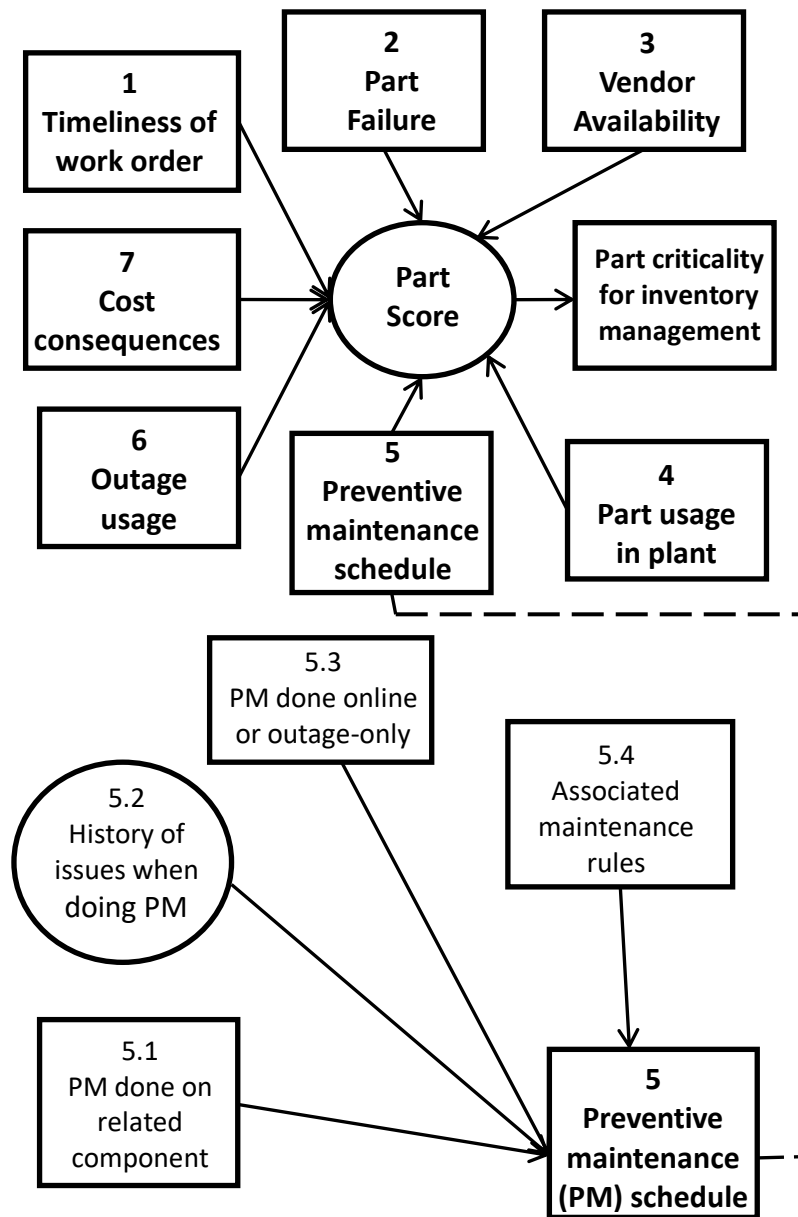 1
Timeliness of
work order
2
Part
Failure
3
Vendor
Availability
7
Cost
consequences
Part
Score
Part criticality
for inventory
management
6
Outage
usage
5
Preventive
maintenance
schedule
4
Part usage
in plant
5.3
PM done online
or outage-only
5.2
History of
issues when
doing PM
5.4
Associated
maintenance
rules
5.1
PM done on
related
component
5
Preventive
maintenance
(PM) schedule